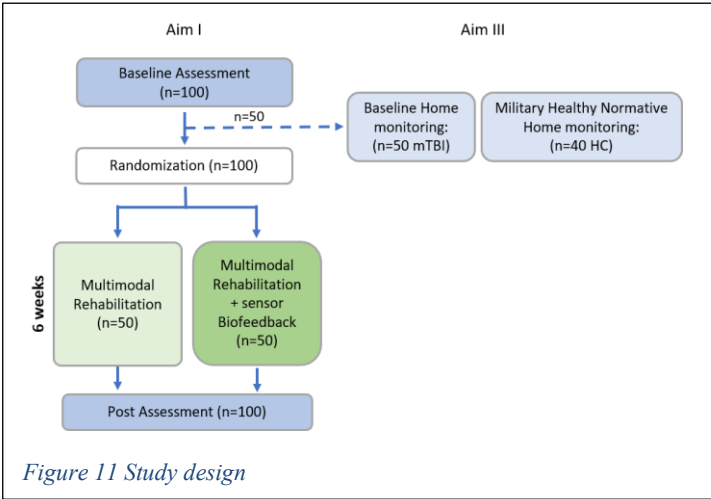 Aim I
Aim III
Baseline Assessment
(n=100)
n=50
Baseline Home
monitoring:
(n=50 mTBI)
Military Healthy Normative
Home monitoring:
(n=40 HC)
Randomization (n=100)
6 weeks
Multimodal
Rehabilitation
(n=50)
Multimodal
Rehabilitation
+ sensor
Biofeedback
(n=50)
Post Assessment (n=100)
Figure 11 Study design